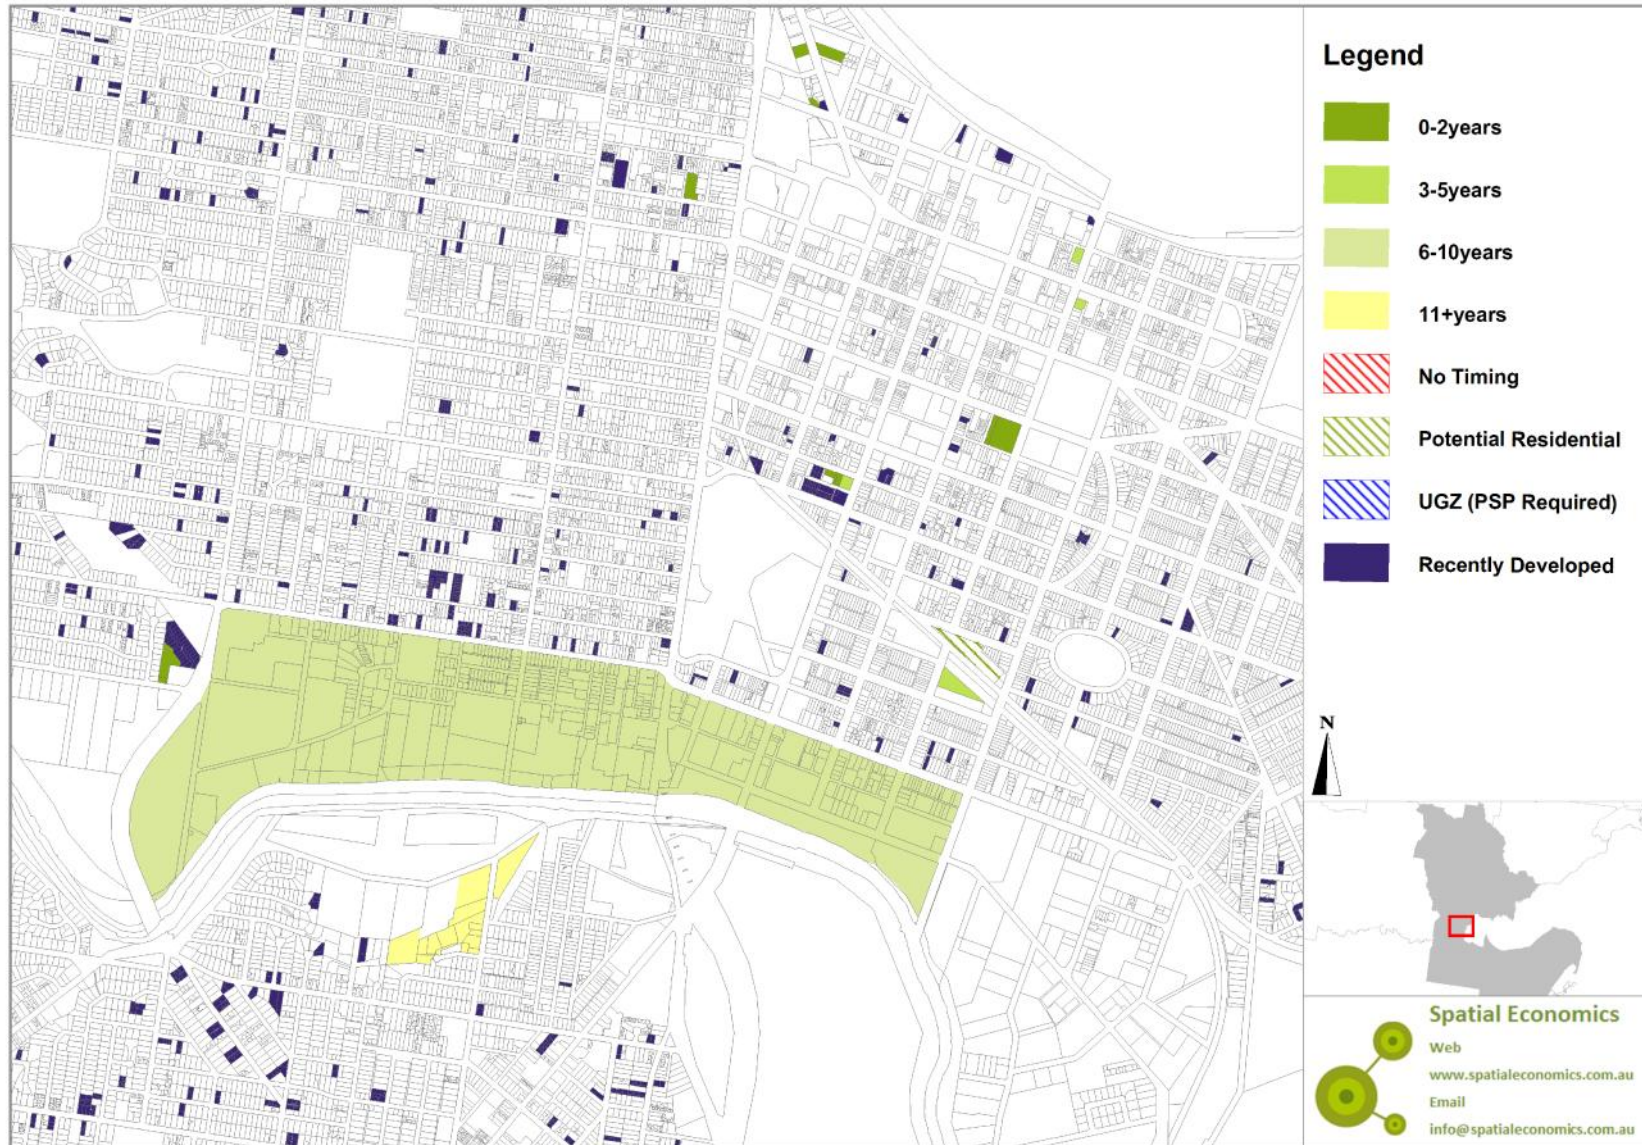 Legend
0-2years
3-5years
6-10years
11+years
No Timing
Potential Residential
UGZ (PSP Required)
Recently Developed
N
Spatial Economics
Web
www.spatialeconomics.com.au
Email
info@spatialeconomics.com.au